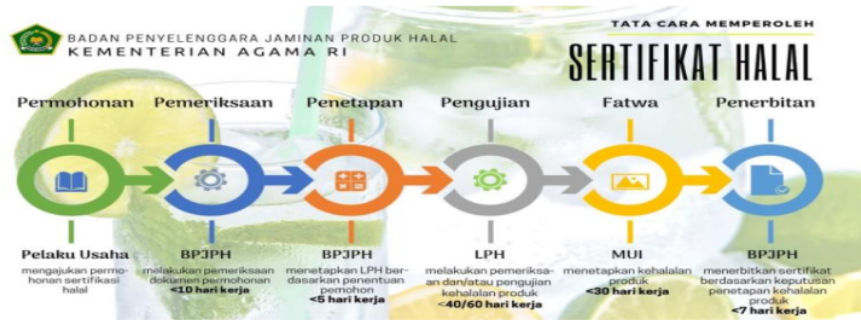 BADAN PENYELENGGARA JAMINAN PRODUK HALAL
KEMENTERIAN AGAMA RI
TATA CARA MEMPEROLEH
SERTIFIKAT HALAL
Permohonan
Pemeriksaan
Penetapan
Pengujian
Fatwa
Penerbitan
Pelaku Usaha
mengajukan permo-
honan sertifikasi
halal
BPJPH
melakukan pemeriksaan
dokumen permohonan
<10 hari kerja
BPJPH
menetapkan LPH ber-
dasarkan penentuan
pemohon
<5 hari kerja
LPH
melakukan pemeriksa-
an dan/atau pengujian
kehalalan produk
<40/60 hari kerja
MUI
menetapkan kehalalan
produk
<30 hari kerja
BPJPH
menerbitkan sertifikat
berdasarkan keputusan
penetapan kehalalan
produk
<7 hari kerja